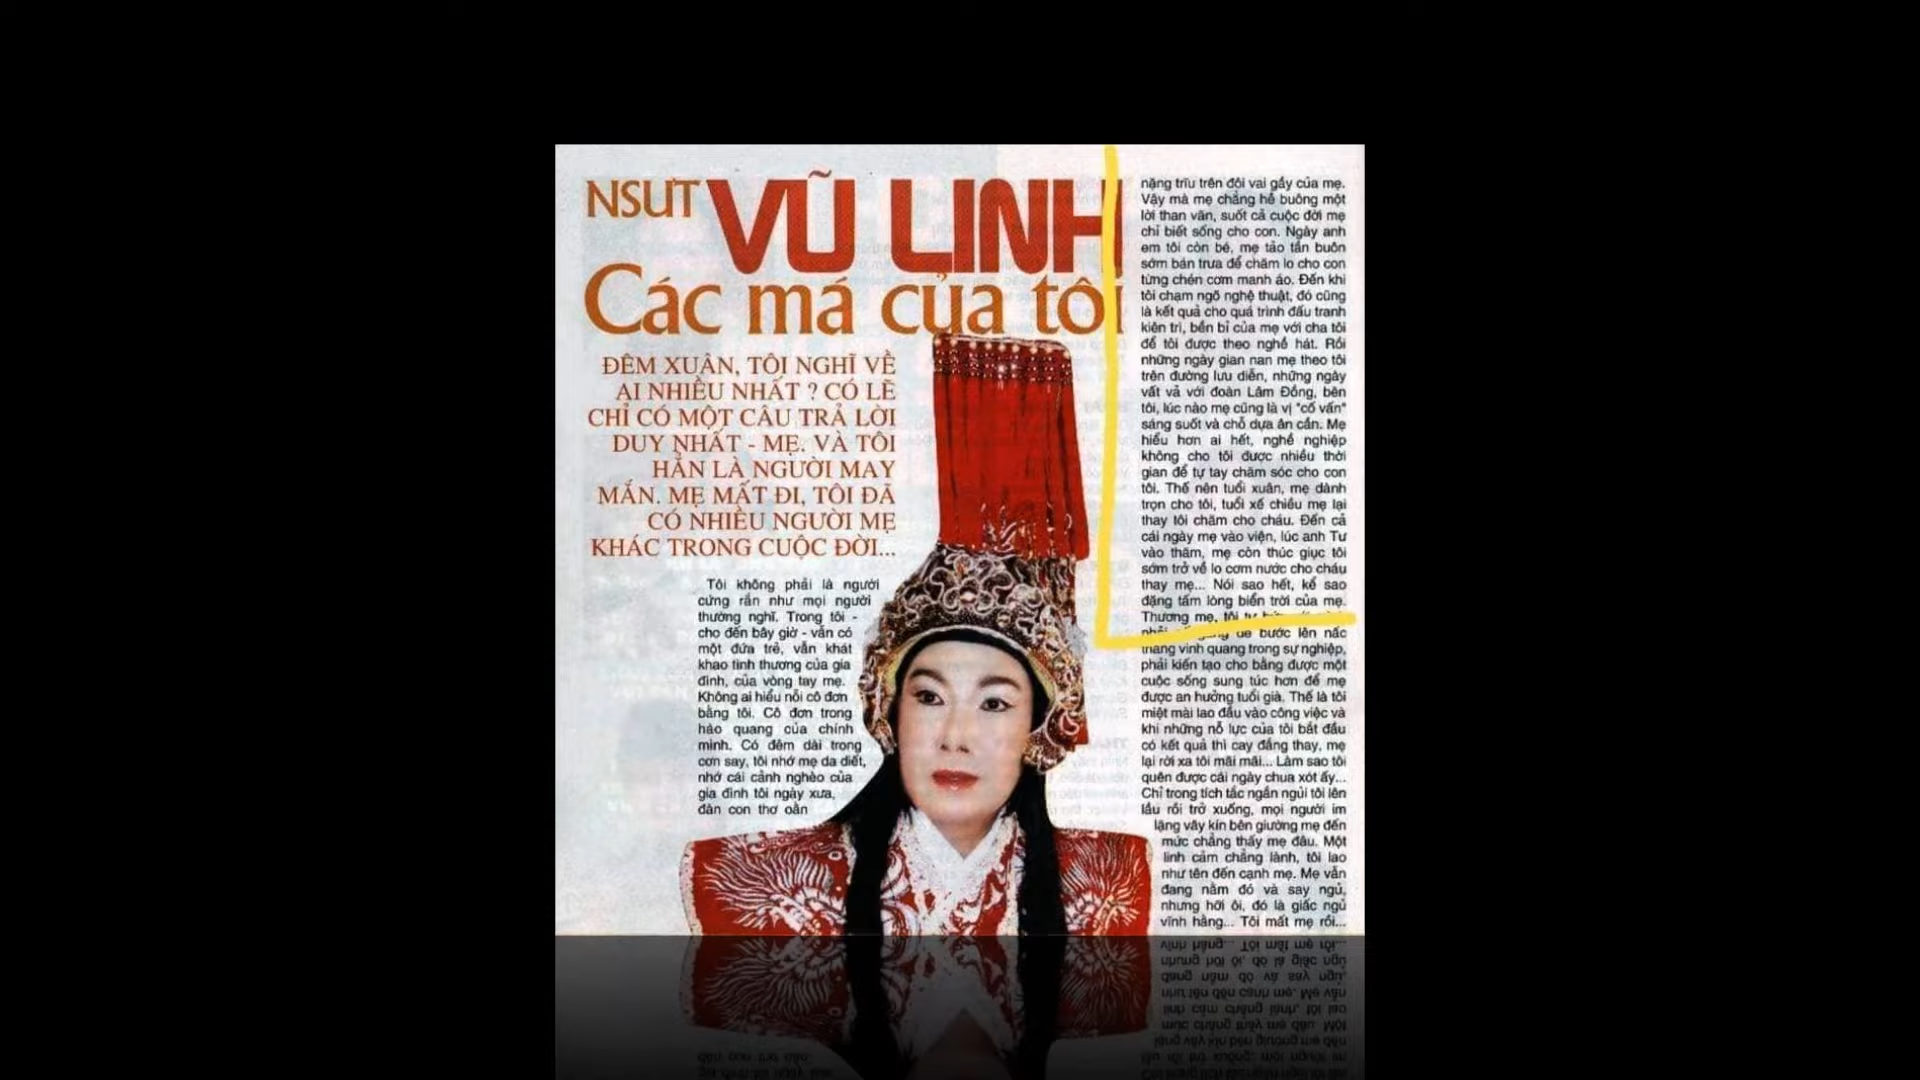 NSƯT VŨ LINH
Các má của tôi
ĐÊM XUÂN, TÔI NGHĨ VỀ
AI NHIỀU NHẤT ? CÓ LẼ
CHỈ CÓ MỘT CÂU TRẢ LỜI
DUY NHẤT - MẸ. VÀ TÔI
HẲN LÀ NGƯỜI MAY
MẮN. MẸ MẤT ĐI, TÔI ĐÃ
CÓ NHIỀU NGƯỜI MẸ
KHÁC TRONG CUỘC ĐỜI...
Tôi không phải là người
cứng rắn như mọi người
thường nghĩ. Trong tôi -
cho đến bây giờ - vẫn có
một đứa trẻ, vẫn khát
khao tình thương của gia
đình, của vòng tay mẹ.
Không ai hiểu nỗi cô đơn
bằng tôi. Cô đơn trong
hào quang của chính
mình. Có đêm dài trong
cơn say, tôi nhớ mẹ da diết,
nhớ cái cảnh nghèo của
gia đình tôi ngày xưa,
đàn con thơ oằn
nặng trĩu trên đôi vai gầy của mẹ.
Vậy mà mẹ chẳng hề buông một
lời than vãn, suốt cả cuộc đời mẹ
chỉ biết sống cho con. Ngày anh
em tôi còn bé, mẹ tảo tần buôn
sớm bán trưa để chăm lo cho con
từng chén cơm manh áo. Đến khi
tôi chạm ngõ nghệ thuật, đó cũng
là kết quả cho quá trình đấu tranh
kiên trì, bền bỉ của mẹ với cha tôi
để tôi được theo nghề hát. Rồi
những ngày gian nan mẹ theo tôi
trên đường lưu diễn, những ngày
vất vả với đoàn Lâm Đồng, bên
tôi, lúc nào mẹ cũng là vị "cố vấn"
sáng suốt và chỗ dựa ân cần. Mẹ
hiểu hơn ai hết, nghề nghiệp
không cho tôi được nhiều thời
gian để tự tay chăm sóc cho con
tôi. Thế nên tuổi xuân, mẹ dành
trọn cho tôi, tuổi xế chiều mẹ lại
thay tôi chăm cho cháu. Đến cả
cái ngày mẹ vào viện, lúc anh Tư
vào thăm, mẹ còn thúc giục tôi
sớm trở về lo cơm nước cho cháu
thay mẹ... Nói sao hết, kể sao
đặng tấm lòng biển trời của mẹ.
Thương mẹ, tôi tự
phải để bước lên nấc
thang vinh quang trong sự nghiệp,
phải kiến tạo cho bằng được một
cuộc sống sung túc hơn để mẹ
được an hưởng tuổi già. Thế là tôi
miệt mài lao đầu vào công việc và
khi những nỗ lực của tôi bắt đầu
có kết quả thì cay đắng thay, mẹ
lại rời xa tôi mãi mãi... Làm sao tôi
quên được cái ngày chua xót ấy...
Chỉ trong tích tắc ngắn ngủi tôi lên
lầu rồi trở xuống, mọi người im
lặng vây kín bên giường mẹ đến
mức chẳng thấy mẹ đâu. Một
linh cảm chẳng lành, tôi lao
như tên đến cạnh mẹ. Mẹ vẫn
đang nằm đó và say ngủ,
nhưng hỡi ôi, đó là giấc ngủ
vĩnh hằng... Tôi mất mẹ rồi...